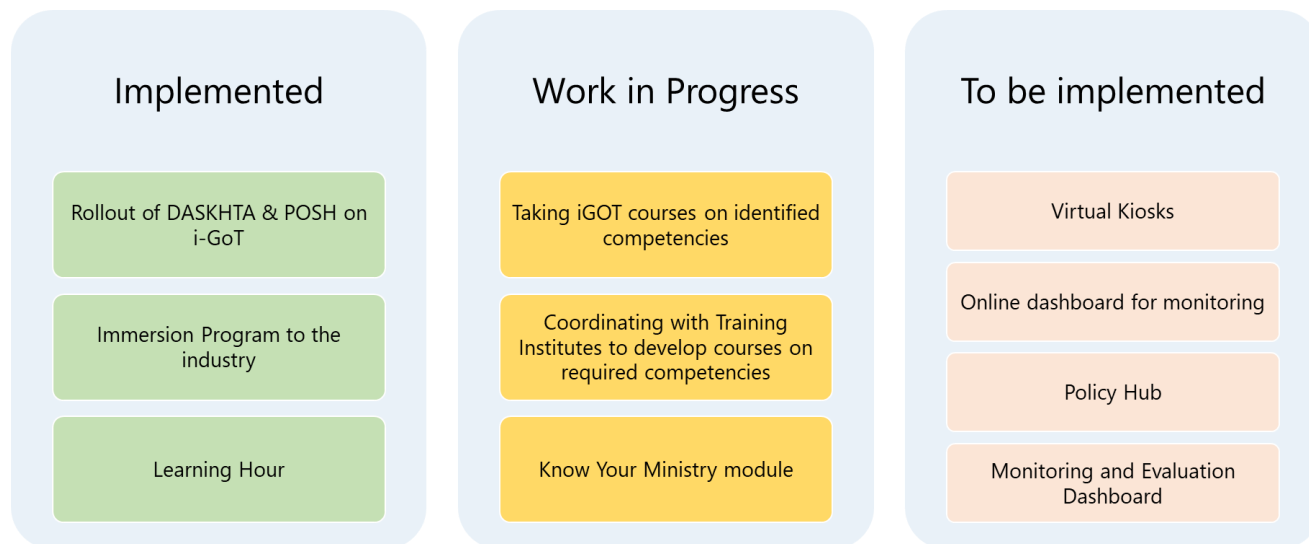 Implemented
Rollout of DASKHTA & POSH on
i-GoT
Immersion Program to the
industry
Learning Hour
Work in Progress
Taking iGOT courses on identified
competencies
Coordinating with Training
Institutes to develop courses on
required competencies
Know Your Ministry module
To be implemented
Virtual Kiosks
Online dashboard for monitoring
Policy Hub
Monitoring and Evaluation
Dashboard